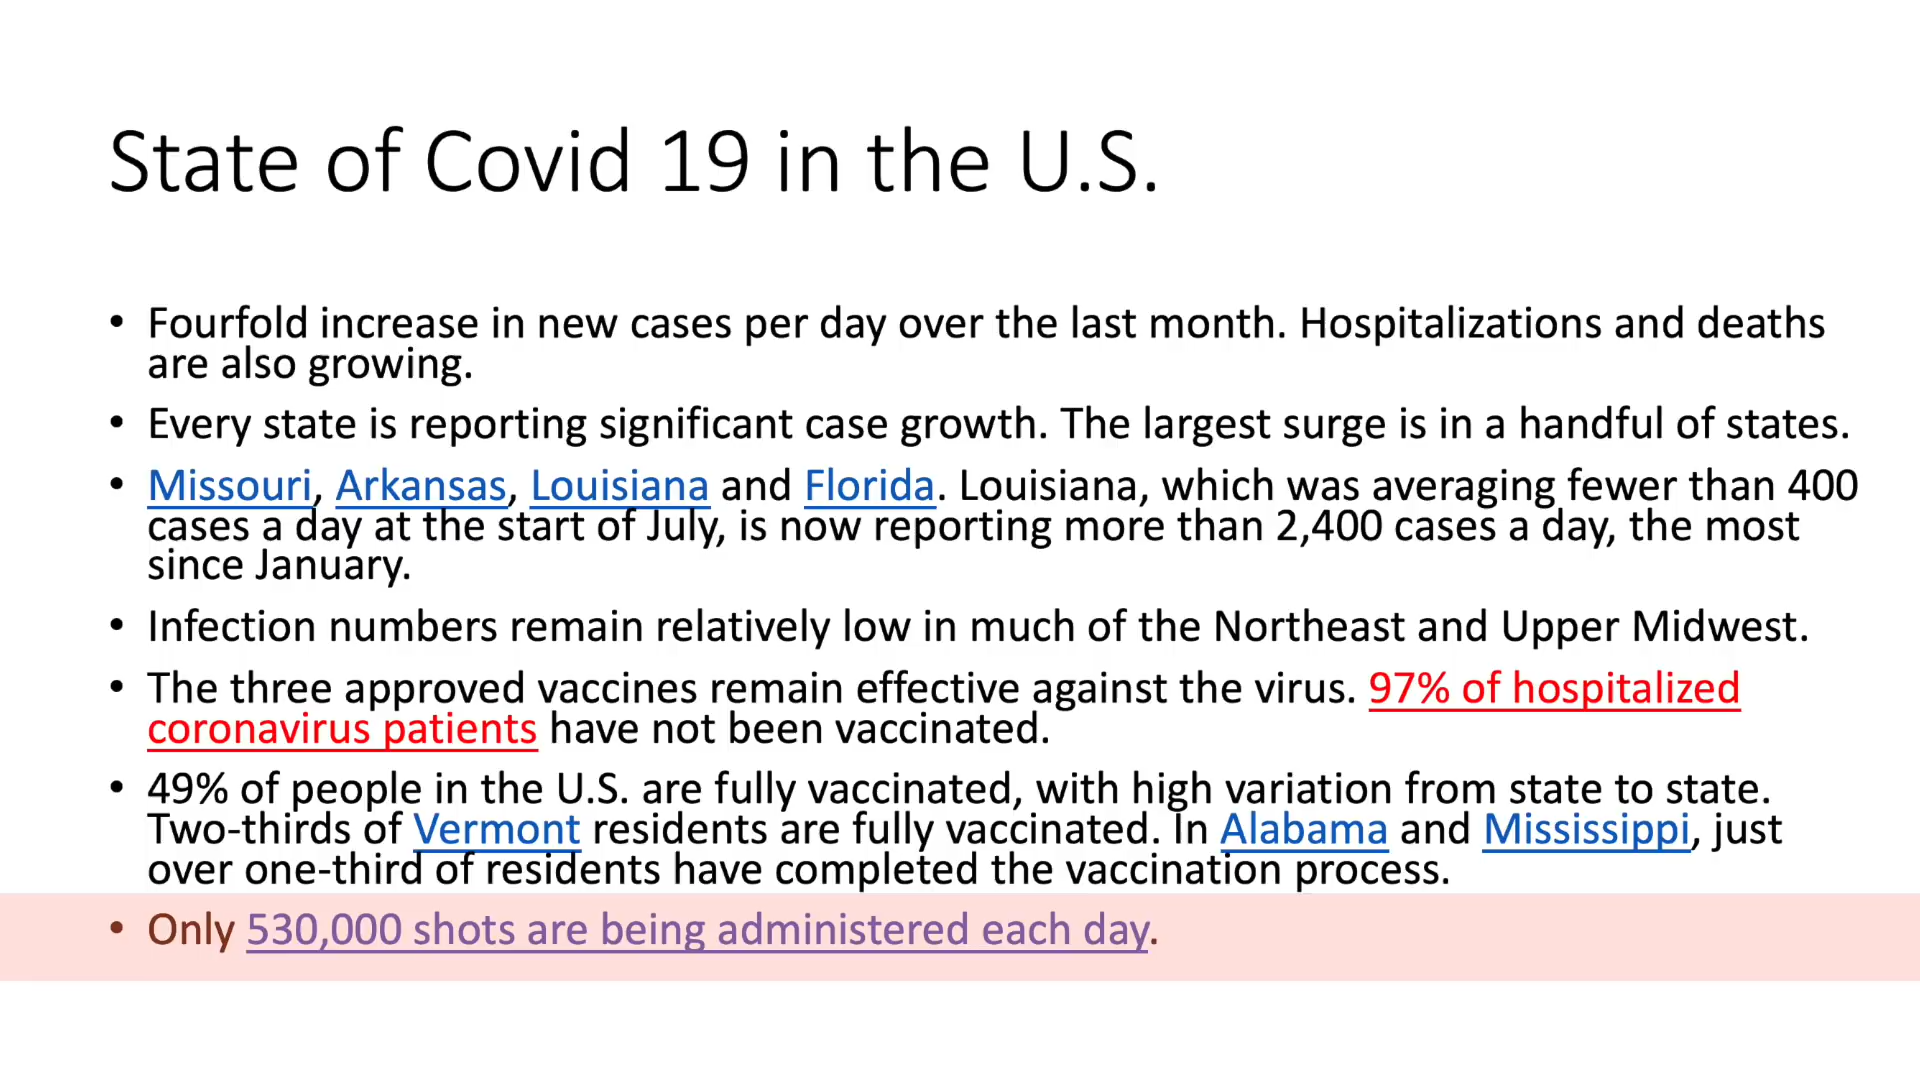 State of Covid 19 in the U.S.
• Fourfold increase in new cases per day over the last month. Hospitalizations and deaths
are also growing.
• Every state is reporting significant case growth. The largest surge is in a handful of states.
• Missouri, Arkansas, Louisiana and Florida. Louisiana, which was averaging fewer than 400
cases a day at the start of July, is now reporting more than 2,400 cases a day, the most
since January.
• Infection numbers remain relatively low in much of the Northeast and Upper Midwest.
• The three approved vaccines remain effective against the virus. 97% of hospitalized
coronavirus patients have not been vaccinated.
• 49% of people in the U.S. are fully vaccinated, with high variation from state to state.
Two-thirds of Vermont residents are fully vaccinated. In Alabama and Mississippi, just
over one-third of residents have completed the vaccination process.
• Only 530,000 shots are being administered each day.